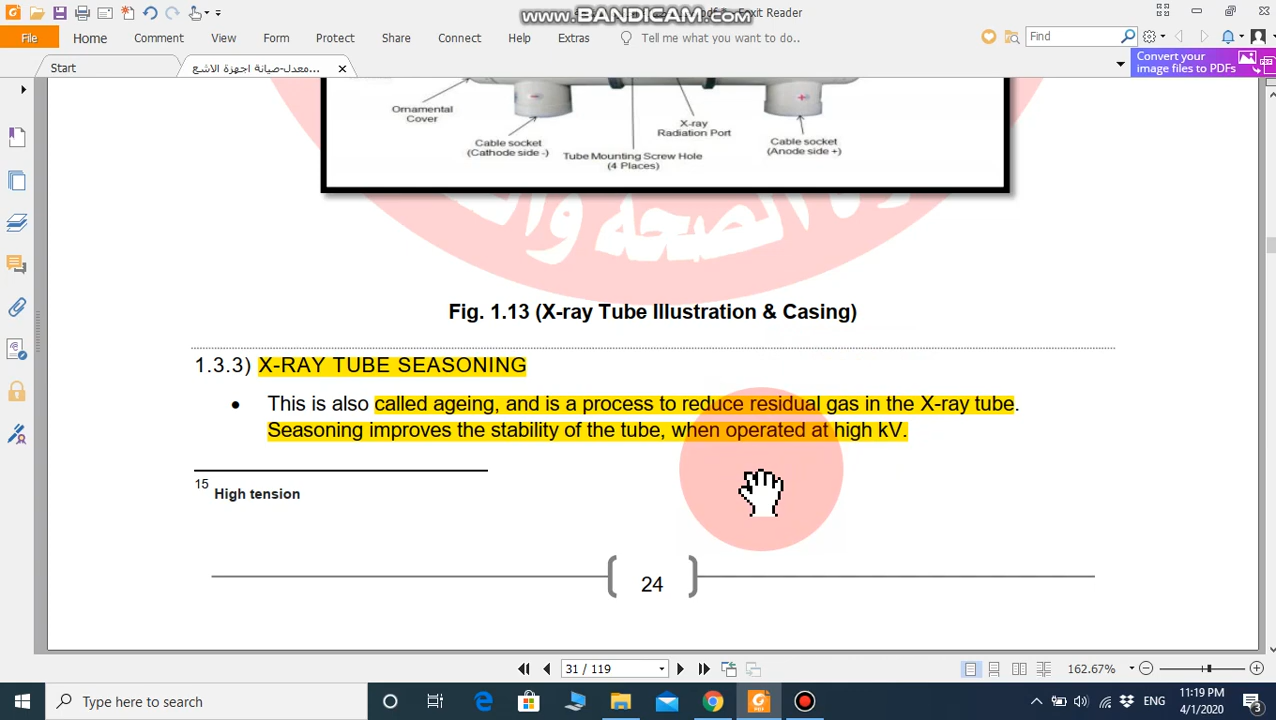 www.BANDICAM.com
Foxit Reader
File Home Comment View Form Protect Share Connect Help Extras Tell me what you want to do.. Find
Start
معدل-صيانة اجهزة الاشع...
Convert your
image files to PDFs
Ornamental
Cover
Cable socket
(Cathode side -)
X-ray
Radiation Port
Tube Mounting Screw Hole
(4 Places)
Cable socket
(Anode side +)
Fig. 1.13 (X-ray Tube Illustration & Casing)
1.3.3) X-RAY TUBE SEASONING
• This is also called ageing, and is a process to reduce residual gas in the X-ray tube.
Seasoning improves the stability of the tube, when operated at high kV.
15 High tension
24
31 / 119
162.67%
Type here to search
ENG
11:19 PM
4/1/2020
3